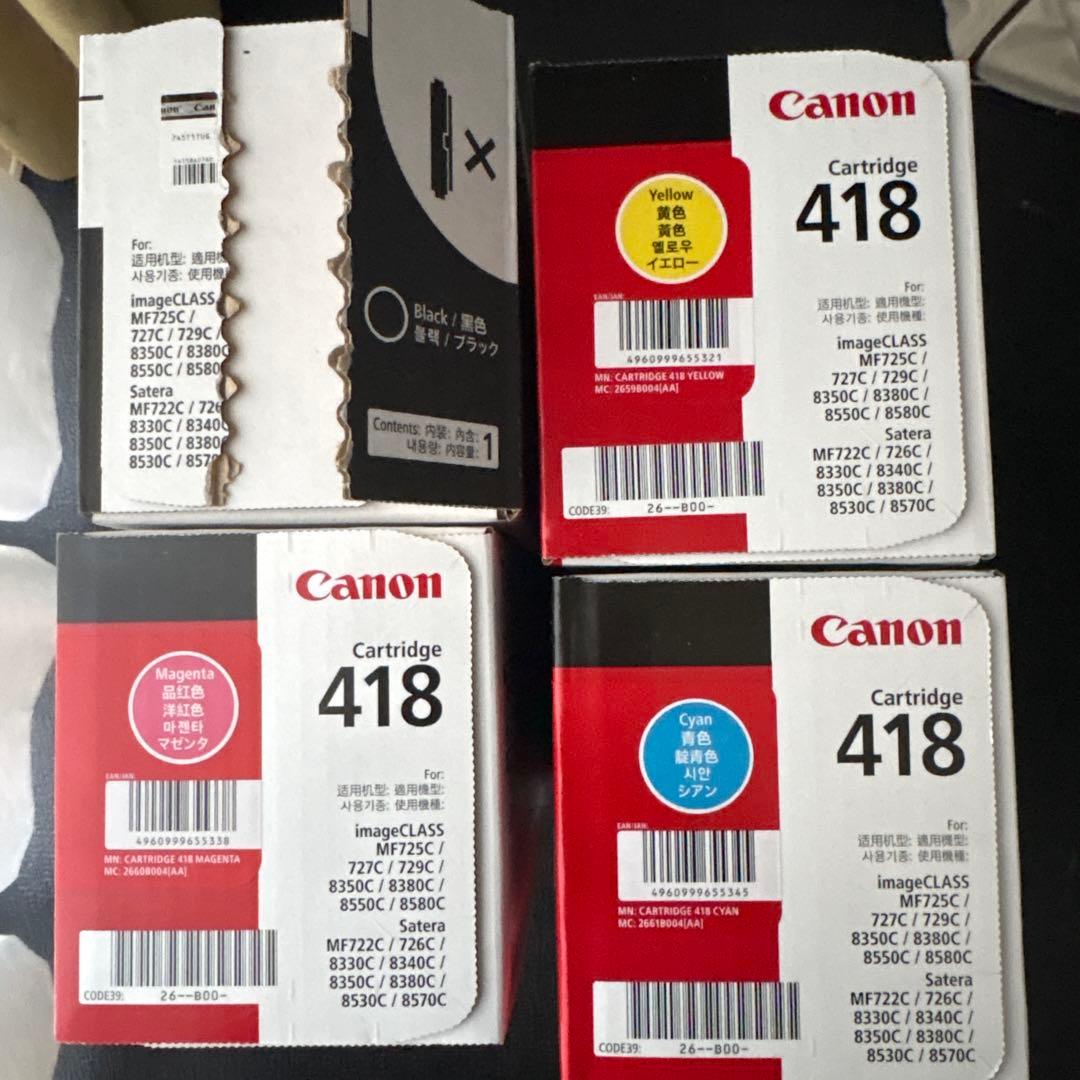 For:
适用机型: 適用機
사용기종: 使用機
imageCLASS
MF725C /
727C / 729C /
8350C / 8380C
8550C / 8580
Satera
MF722C / 726
8330C / 8340C
8350C / 8380
8530C / 8570
×
Black / 黑色
블랙 / ブラック
Contents: 内装: 內含:
내용량: 内容量:
1
Canon
Cartridge
418
Yellow
黄色
黃色
옐로우
イエロー
EAN/JAN:
4960999655321
MN: CARTRIDGE 418 YELLOW
MC: 2659B004[AA]
For:
适用机型: 適用機型:
사용기종: 使用機種:
imageCLASS
MF725C /
727C / 729C /
8350C / 8380C /
8550C / 8580C
Satera
MF722C / 726C /
8330C / 8340C /
8350C / 8380C /
8530C / 8570C
CODE39: 26--B00-
Canon
Cartridge
418
Magenta
品红色
洋紅色
마젠타
マゼンタ
EAN/JAN:
4960999655338
MN: CARTRIDGE 418 MAGENTA
MC: 2660B004[AA]
For:
适用机型: 適用機型:
사용기종: 使用機種:
imageCLASS
MF725C /
727C / 729C /
8350C / 8380C /
8550C / 8580C
Satera
MF722C / 726C /
8330C / 8340C /
8350C / 8380C /
8530C / 8570C
CODE39: 26--B00-
Canon
Cartridge
418
Cyan
青色
靛青色
시안
シアン
EAN/JAN:
4960999655345
MN: CARTRIDGE 418 CYAN
MC: 2661B004[AA]
For:
适用机型: 適用機型:
사용기종: 使用機種:
imageCLASS
MF725C /
727C / 729C /
8350C / 8380C /
8550C / 8580C
Satera
MF722C / 726C /
8330C / 8340C /
8350C / 8380C /
8530C / 8570C
CODE39: 26--B00-